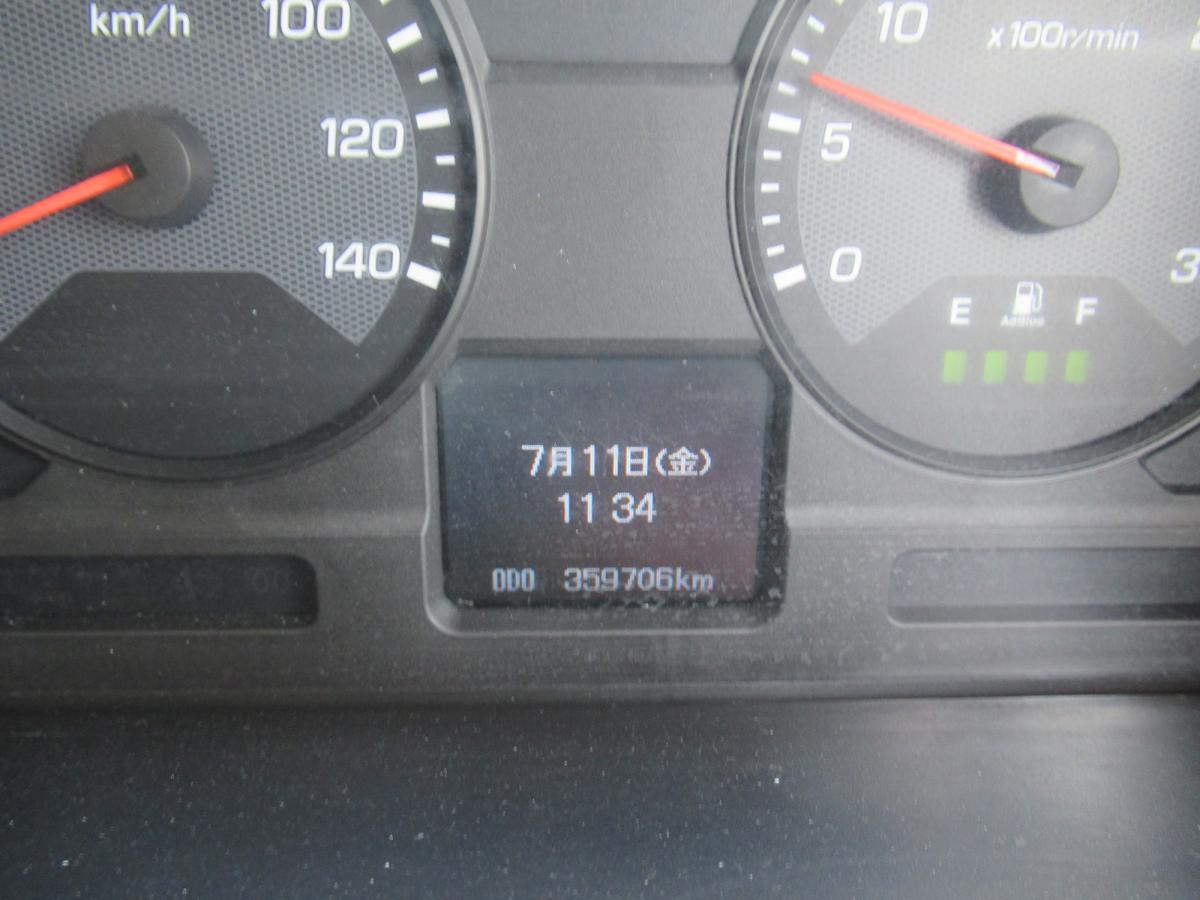 km/h
100
120
140
10
x100r/min
5
0
3
E
AdBlue
F
7月11日(金)
11 34
ODO 359706km